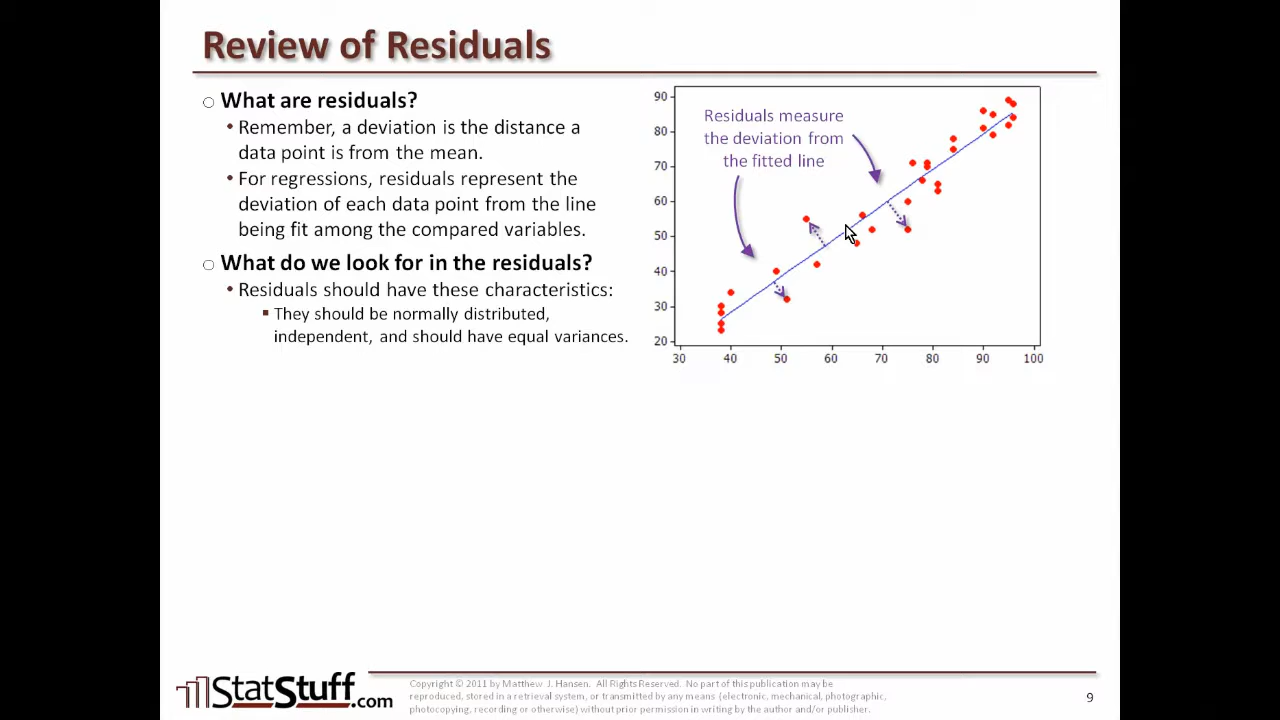 Review of Residuals
○ What are residuals?
• Remember, a deviation is the distance a
data point is from the mean.
• For regressions, residuals represent the
deviation of each data point from the line
being fit among the compared variables.
○ What do we look for in the residuals?
• Residuals should have these characteristics:
▪ They should be normally distributed,
independent, and should have equal variances.
Residuals measure
the deviation from
the fitted line
90
80
70
60
50
40
30
20
30 40 50 60 70 80 90 100
StatStuff.com
Copyright © 2011 by Matthew J. Hansen. All Rights Reserved. No part of this publication may be
reproduced, stored in a retrieval system, or transmitted by any means (electronic, mechanical, photographic,
photocopying, recording or otherwise) without prior permission in writing by the author and/or publisher.
9